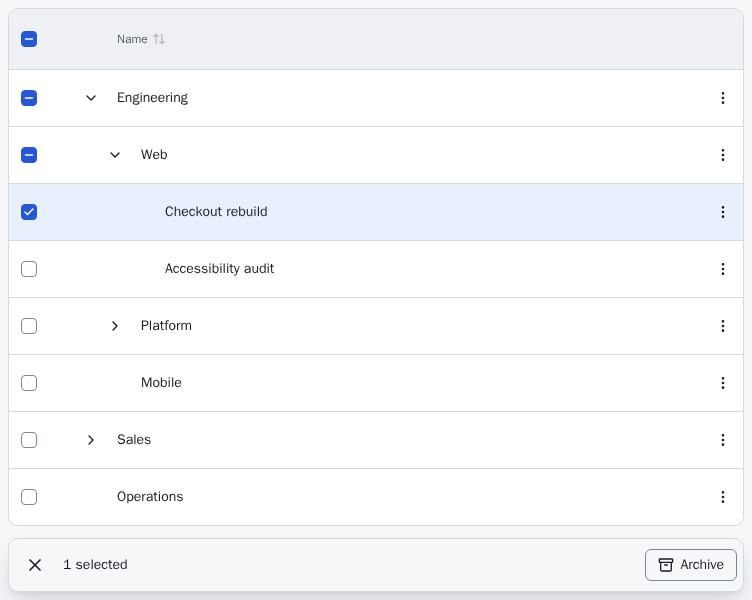 Name
Engineering
Web
Checkout rebuild
Accessibility audit
Platform
Mobile
Sales
Operations
1 selected
Archive